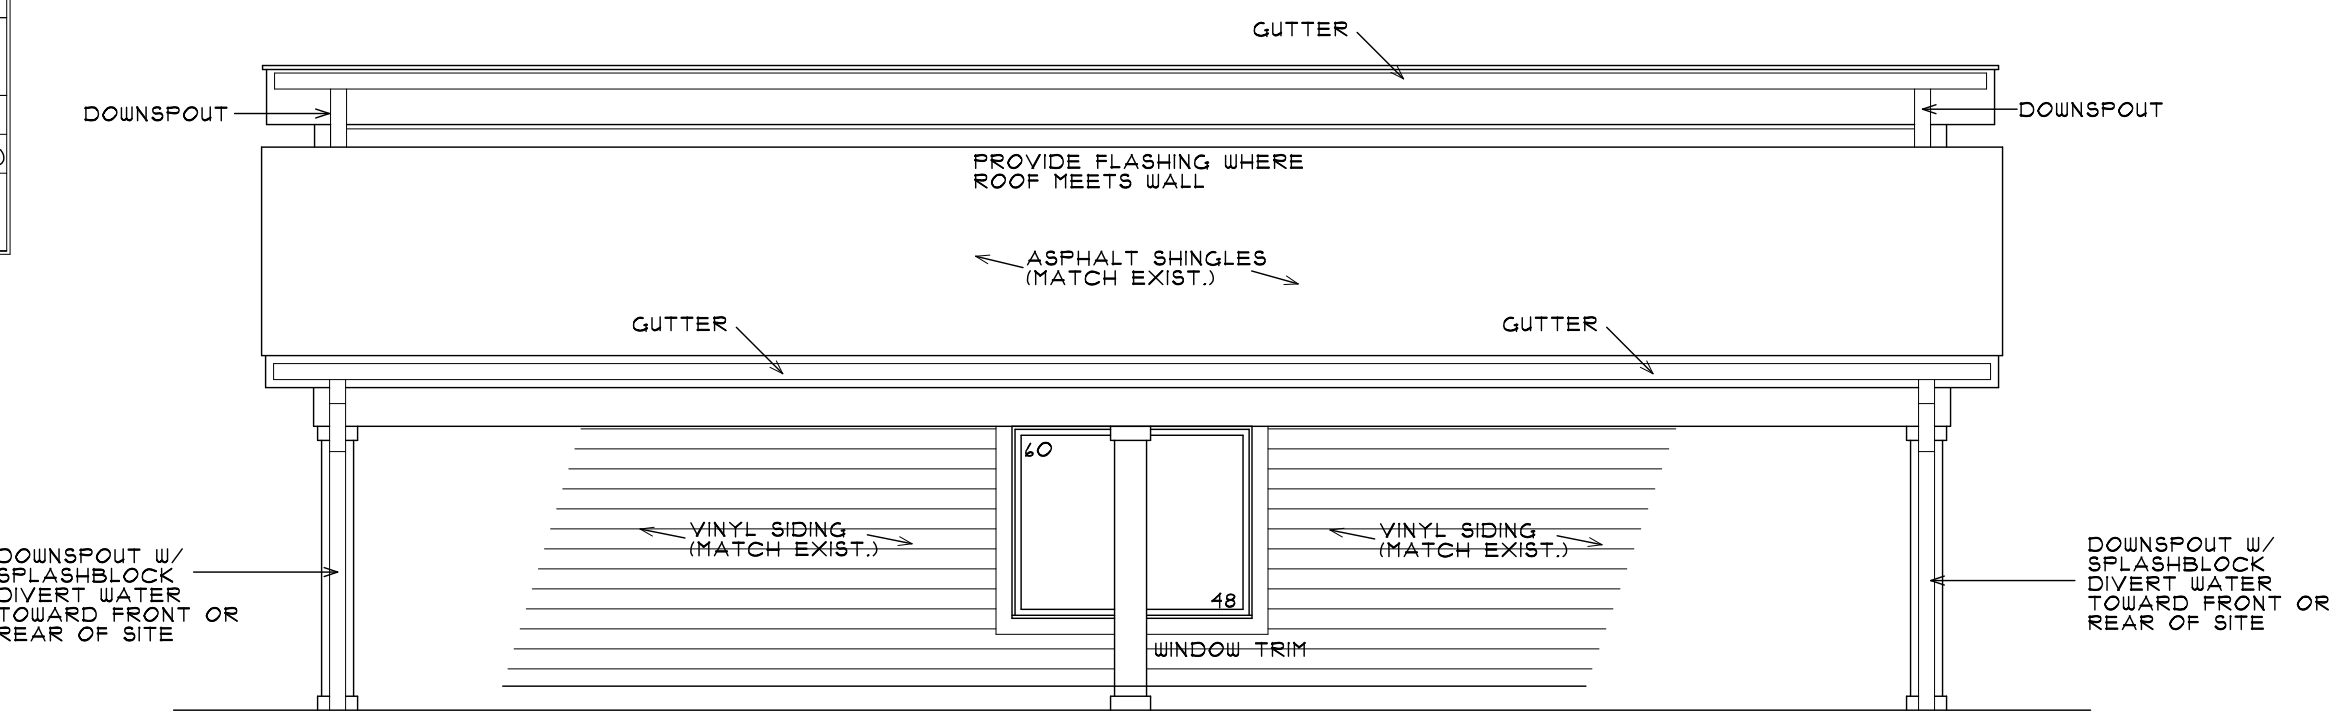 GUTTER
DOWNSPOUT
DOWNSPOUT
PROVIDE FLASHING WHERE
ROOF MEETS WALL
ASPHALT SHINGLES
(MATCH EXIST.)
GUTTER
GUTTER
60
VINYL SIDING
(MATCH EXIST.)
VINYL SIDING
(MATCH EXIST.)
DOWNSPOUT W/
SPLASHBLOCK
DIVERT WATER
TOWARD FRONT OR
REAR OF SITE
DOWNSPOUT W/
SPLASHBLOCK
DIVERT WATER
TOWARD FRONT OR
REAR OF SITE
48
WINDOW TRIM